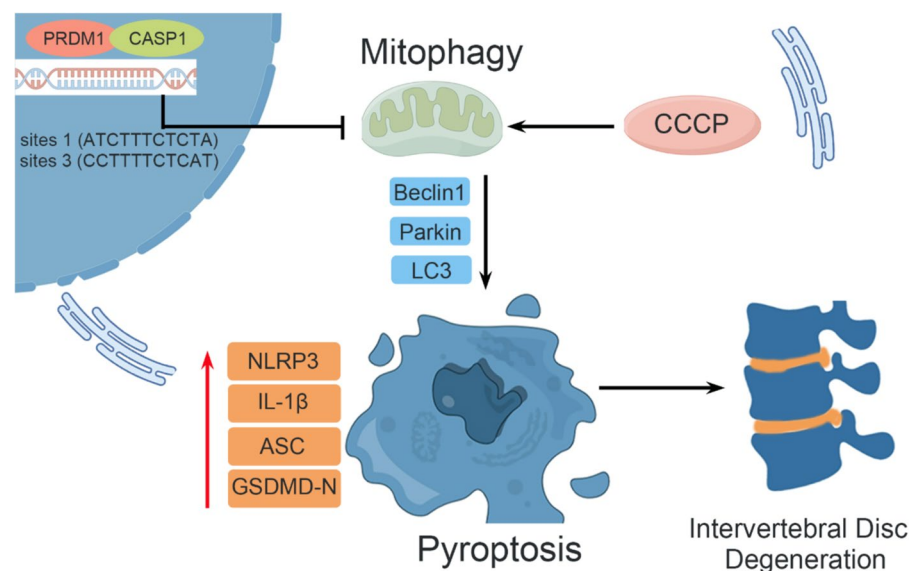 PRDM1
CASP1
sites 1 (ATCTTTCTCTA)
sites 3 (CCTTTTCTCAT)
Mitophagy
CCCP
Beclin1
Parkin
LC3
NLRP3
IL-1β
ASC
GSDMD-N
Pyroptosis
Intervertebral Disc
Degeneration